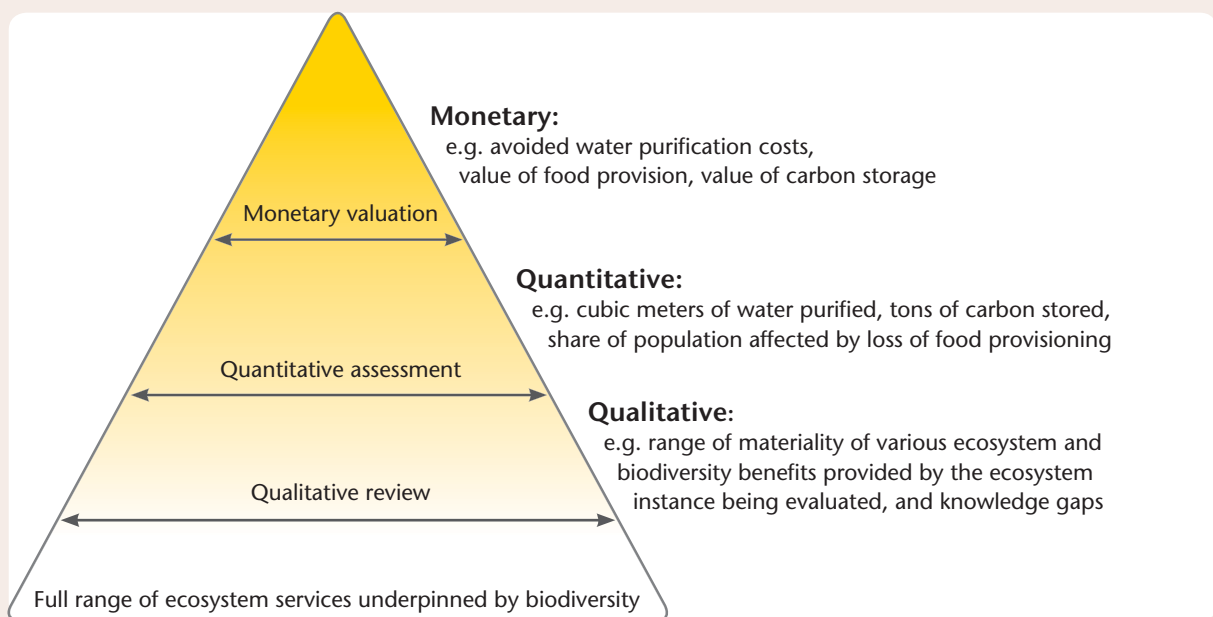 Monetary:
e.g. avoided water purification costs,
value of food provision, value of carbon storage
Monetary valuation
Quantitative:
e.g. cubic meters of water purified, tons of carbon stored,
share of population affected by loss of food provisioning
Quantitative assessment
Qualitative:
e.g. range of materiality of various ecosystem and
biodiversity benefits provided by the ecosystem
instance being evaluated, and knowledge gaps
Qualitative review
Full range of ecosystem services underpinned by biodiversity